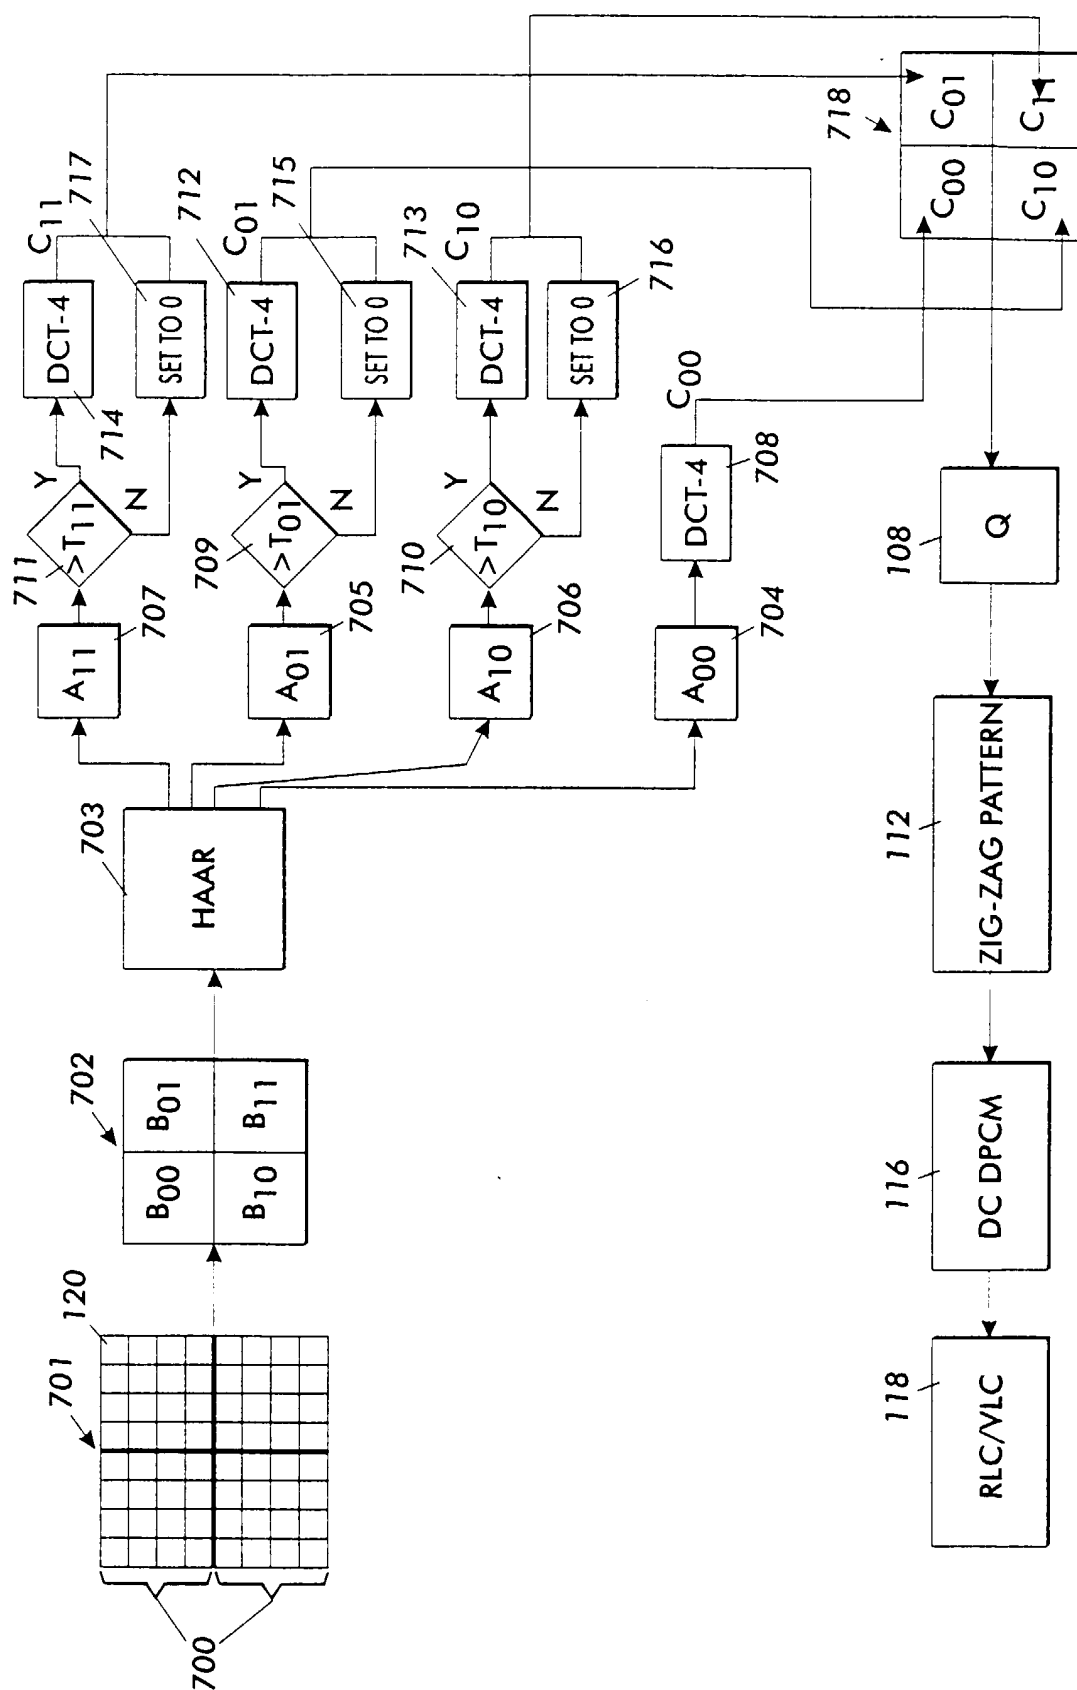 700
701
120
B00
B01
B10
B11
702
HAAR
703
A11
707
A01
705
A10
706
A00
704
>T11
711
Y
N
>T01
709
Y
N
>T10
710
Y
N
DCT-4
714
SET TO 0
717
C11
DCT-4
712
SET TO 0
715
C01
DCT-4
713
SET TO 0
716
C10
DCT-4
708
C00
718
C00
C01
C10
C11
Q
108
ZIG-ZAG PATTERN
112
DC DPCM
116
RLC/VLC
118